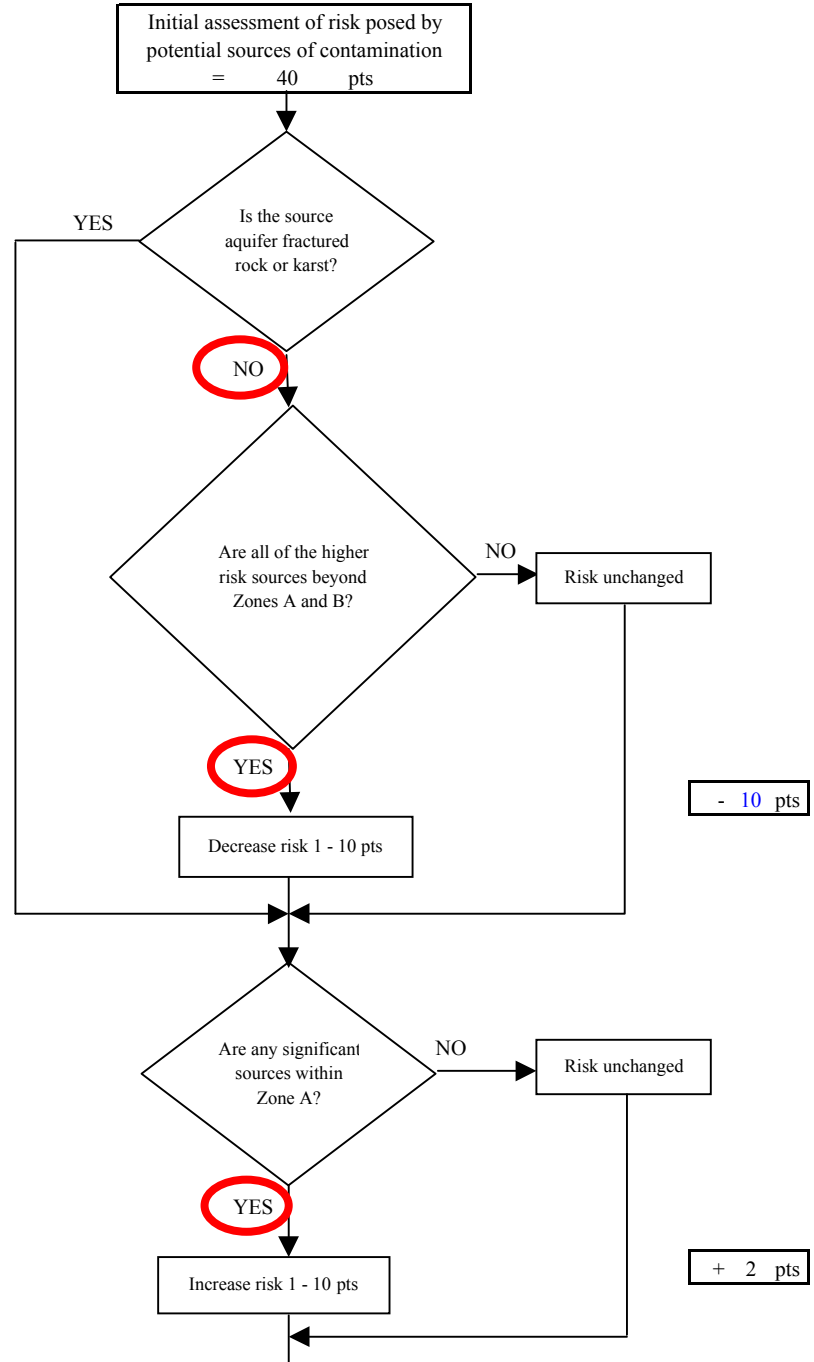 Initial assessment of risk posed by
potential sources of contamination
= 40 pts
YES
Is the source
aquifer fractured
rock or karst?
NO
Are all of the higher
risk sources beyond
Zones A and B?
NO
Risk unchanged
YES
- 10 pts
Decrease risk 1 - 10 pts
Are any significant
sources within
Zone A?
NO
Risk unchanged
YES
+ 2 pts
Increase risk 1 - 10 pts